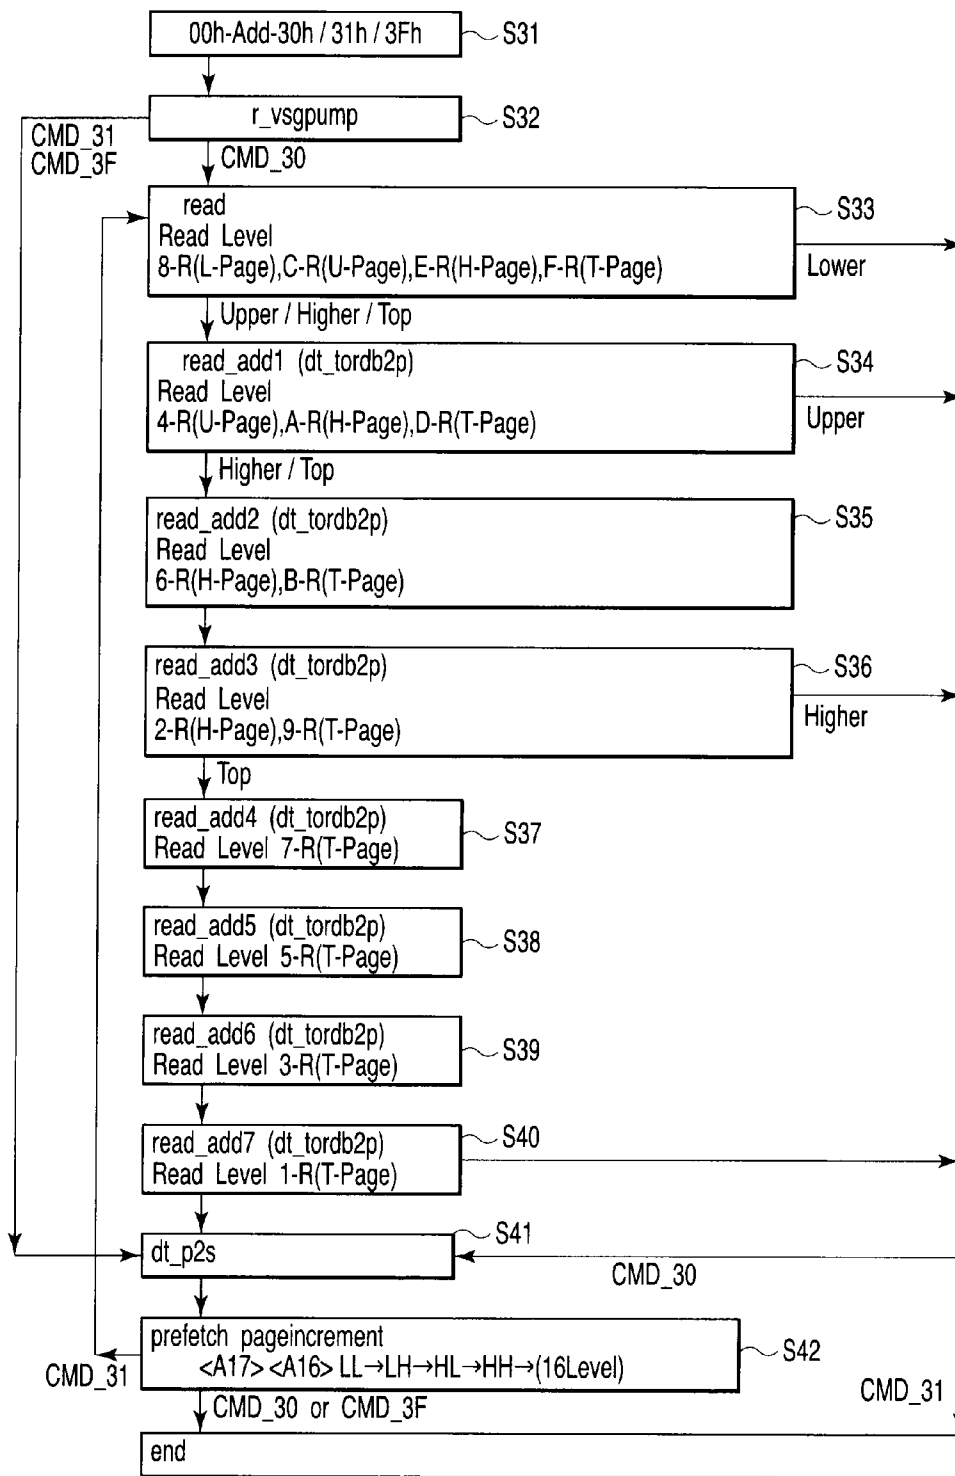 00h-Add-30h / 31h / 3Fh
S31
r_vsgpump
S32
CMD_31
CMD_3F
CMD_30
read
Read Level
8-R(L-Page),C-R(U-Page),E-R(H-Page),F-R(T-Page)
S33
Lower
Upper / Higher / Top
read_add1 (dt_tordb2p)
Read Level
4-R(U-Page),A-R(H-Page),D-R(T-Page)
S34
Upper
Higher / Top
read_add2 (dt_tordb2p)
Read Level
6-R(H-Page),B-R(T-Page)
S35
read_add3 (dt_tordb2p)
Read Level
2-R(H-Page),9-R(T-Page)
S36
Higher
Top
read_add4 (dt_tordb2p)
Read Level 7-R(T-Page)
S37
read_add5 (dt_tordb2p)
Read Level 5-R(T-Page)
S38
read_add6 (dt_tordb2p)
Read Level 3-R(T-Page)
S39
read_add7 (dt_tordb2p)
Read Level 1-R(T-Page)
S40
dt_p2s
S41
CMD_30
prefetch pageincrement
<A17><A16> LL→LH→HL→HH→(16Level)
S42
CMD_31
CMD_30 or CMD_3F
CMD_31
end